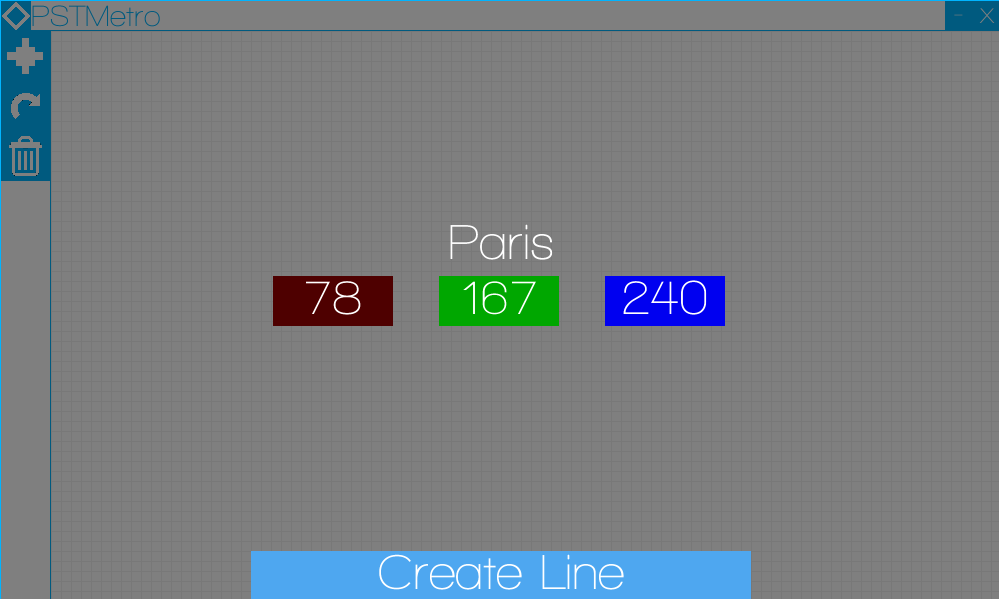 PSTMetro
- X
Paris
78 167 240
Create Line